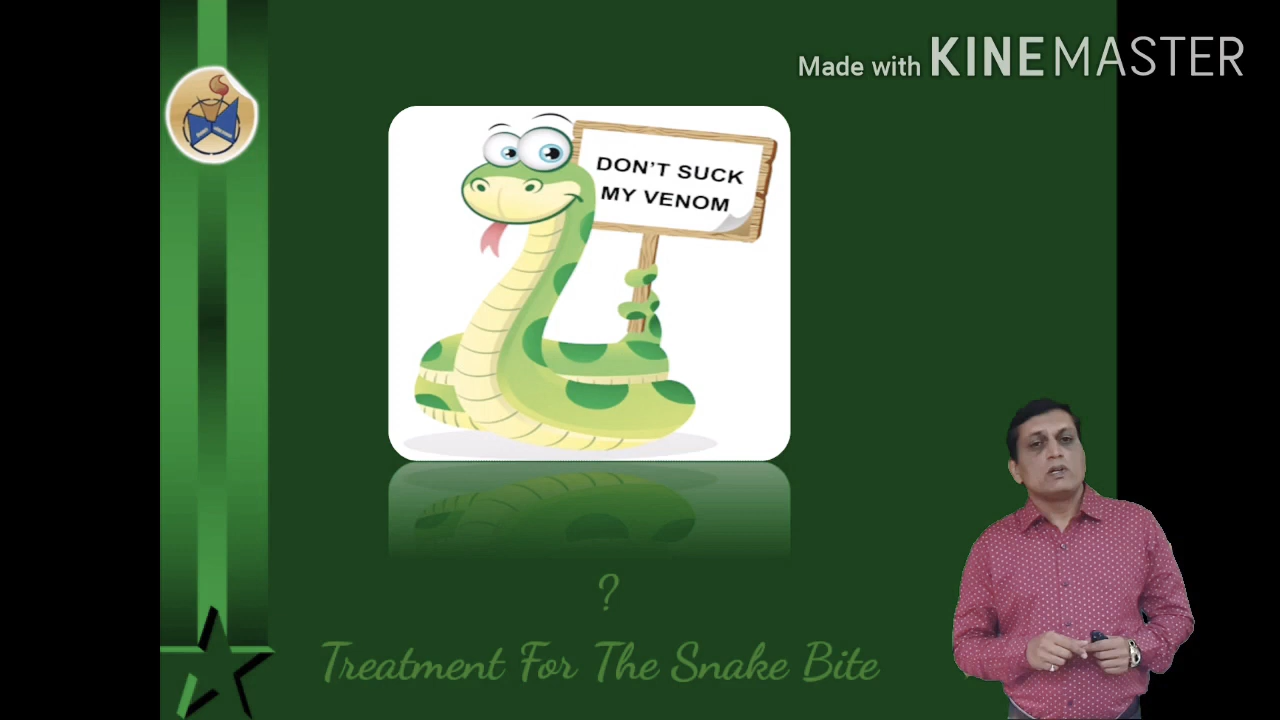 Made with KINEMASTER
DON'T SUCK
MY VENOM
?
Treatment For The Snake Bite